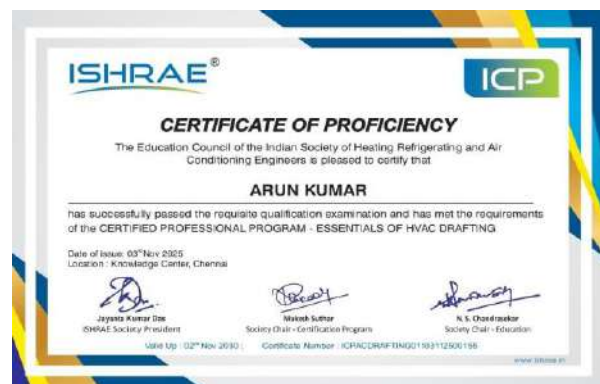 ISHRAE®
ICP
CERTIFICATE OF PROFICIENCY
The Education Council of the Indian Society of Heating Refrigerating and Air
Conditioning Engineers is pleased to certify that
ARUN KUMAR
has successfully passed the requisite qualification examination and has met the requirements
of the CERTIFIED PROFESSIONAL PROGRAM - ESSENTIALS OF HVAC DRAFTING
Date of issue: 03rd Nov 2025
Location : Knowledge Center, Chennai
Jayanta Kumar Das
ISHRAE Society President
Mukesh Suthar
Society Chair - Certification Program
N. S. Chandrasekar
Society Chair - Education
Valid Up : 02nd Nov 2030 | Certificate Number :